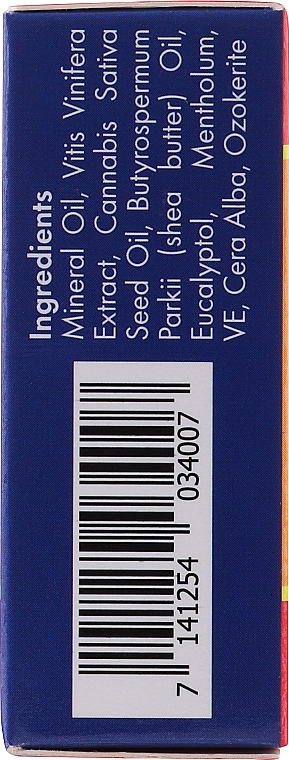 Ingredients
Mineral Oil, Vitis Vinifera
Extract, Cannabis Sativa
Seed Oil, Butyrospermum
Parkii (shea butter) Oil,
Eucalyptol, Mentholum,
VE, Cera Alba, Ozokerite
7 141254 034007